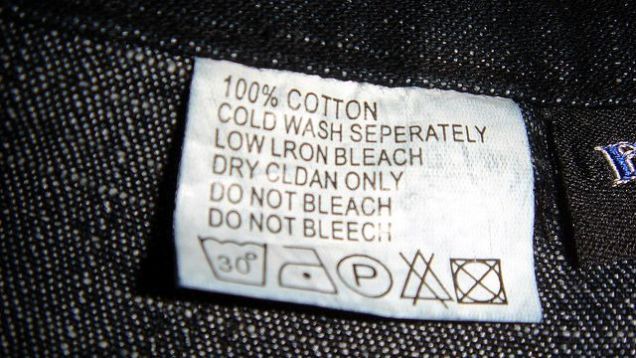 100% COTTON
COLD WASH SEPERATELY
LOW LRON BLEACH
DRY CLDAN ONLY
DO NOT BLEACH
DO NOT BLEECH
30° P